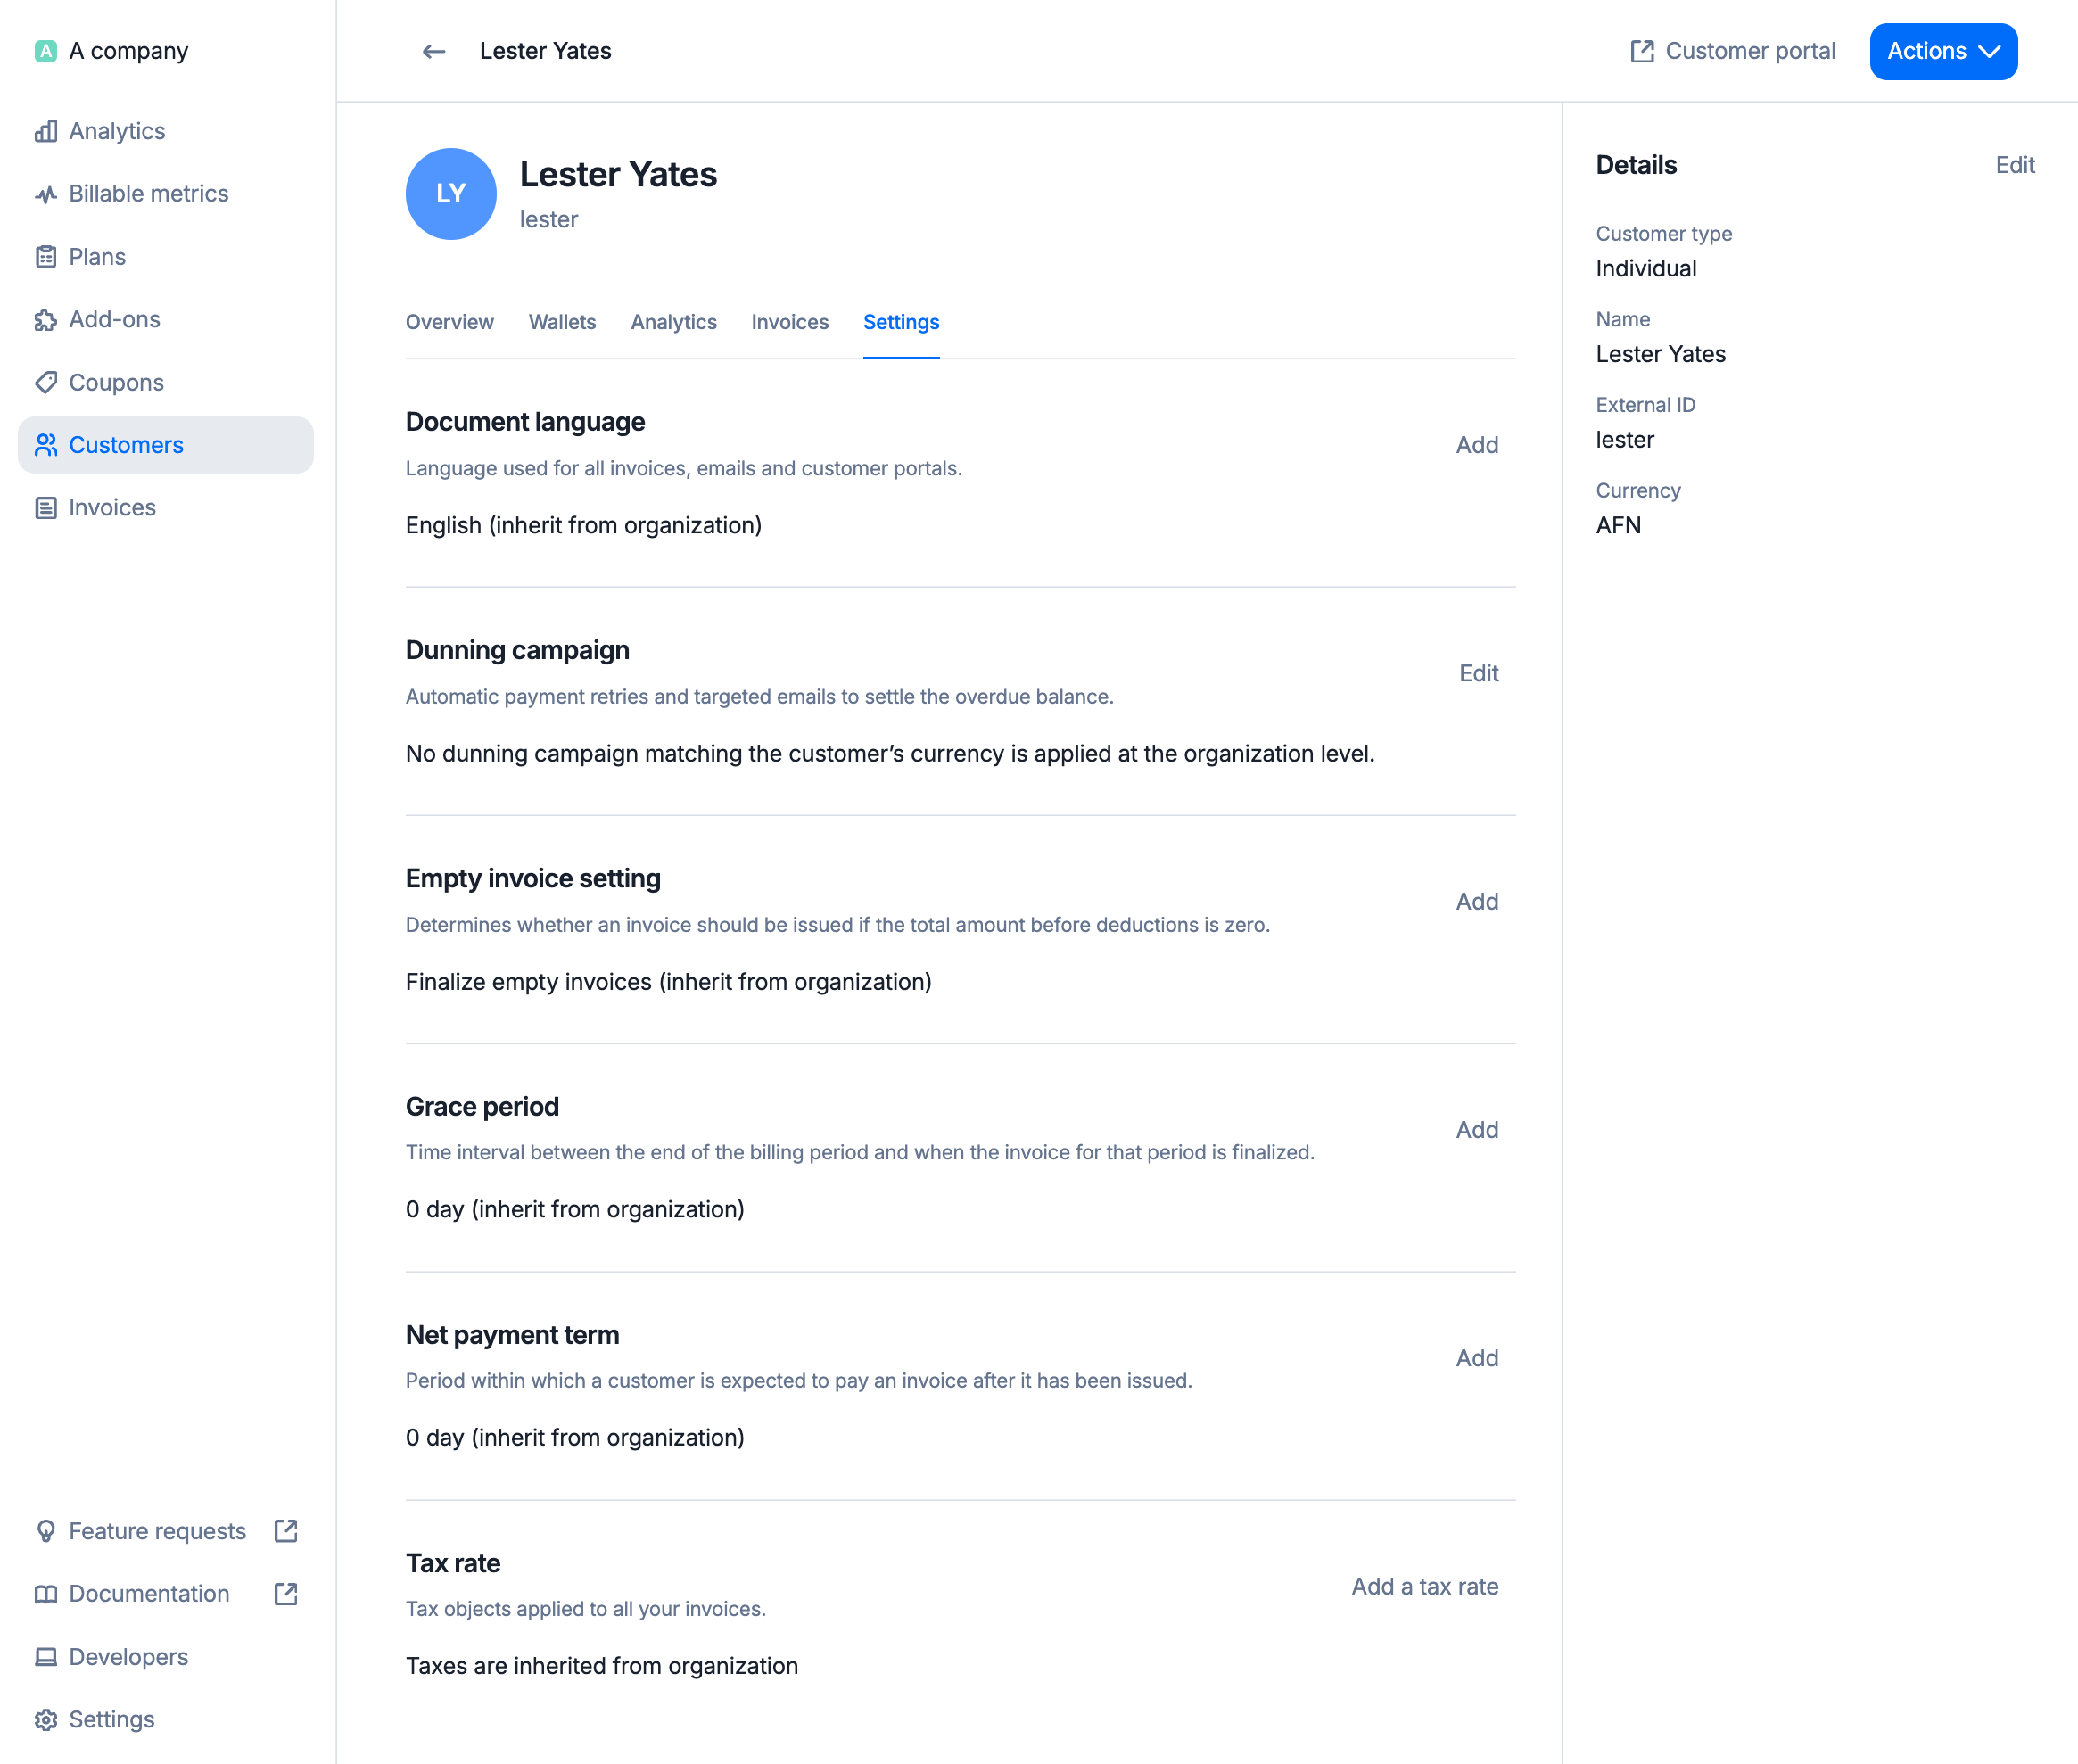 A A company
Analytics
Billable metrics
Plans
Add-ons
Coupons
Customers
Invoices
Feature requests
Documentation
Developers
Settings
Lester Yates
Customer portal
Actions
LY
Lester Yates
lester
Overview Wallets Analytics Invoices Settings
Document language
Add
Language used for all invoices, emails and customer portals.
English (inherit from organization)
Dunning campaign
Edit
Automatic payment retries and targeted emails to settle the overdue balance.
No dunning campaign matching the customer’s currency is applied at the organization level.
Empty invoice setting
Add
Determines whether an invoice should be issued if the total amount before deductions is zero.
Finalize empty invoices (inherit from organization)
Grace period
Add
Time interval between the end of the billing period and when the invoice for that period is finalized.
0 day (inherit from organization)
Net payment term
Add
Period within which a customer is expected to pay an invoice after it has been issued.
0 day (inherit from organization)
Tax rate
Add a tax rate
Tax objects applied to all your invoices.
Taxes are inherited from organization
Details
Edit
Customer type
Individual
Name
Lester Yates
External ID
lester
Currency
AFN